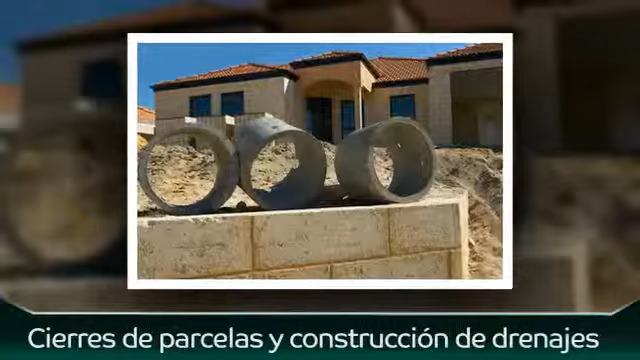 Cierres de parcelas y construcción de drenajes